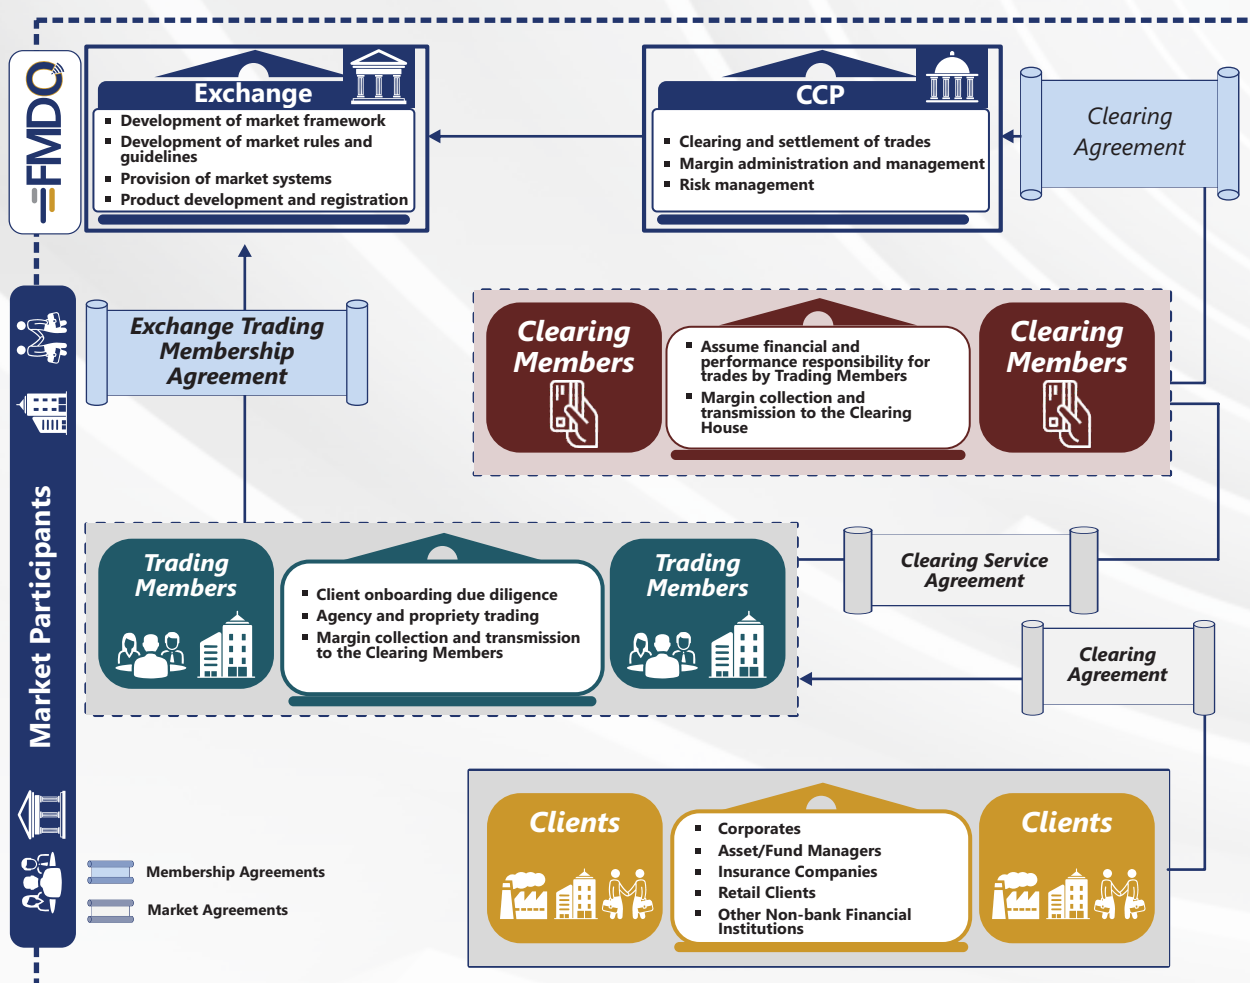 FMDQ
Exchange
Development of market framework
Development of market rules and
guidelines
Provision of market systems
Product development and registration
CCP
Clearing and settlement of trades
Margin administration and management
Risk management
Clearing
Agreement
Exchange Trading
Membership
Agreement
Clearing
Members
Assume financial and
performance responsibility for
trades by Trading Members
Margin collection and
transmission to the Clearing
House
Clearing
Members
Market Participants
Trading
Members
Client onboarding due diligence
Agency and propriety trading
Margin collection and transmission
to the Clearing Members
Trading
Members
Clearing Service
Agreement
Clearing
Agreement
Clients
Corporates
Asset/Fund Managers
Insurance Companies
Retail Clients
Other Non-bank Financial
Institutions
Clients
Membership Agreements
Market Agreements